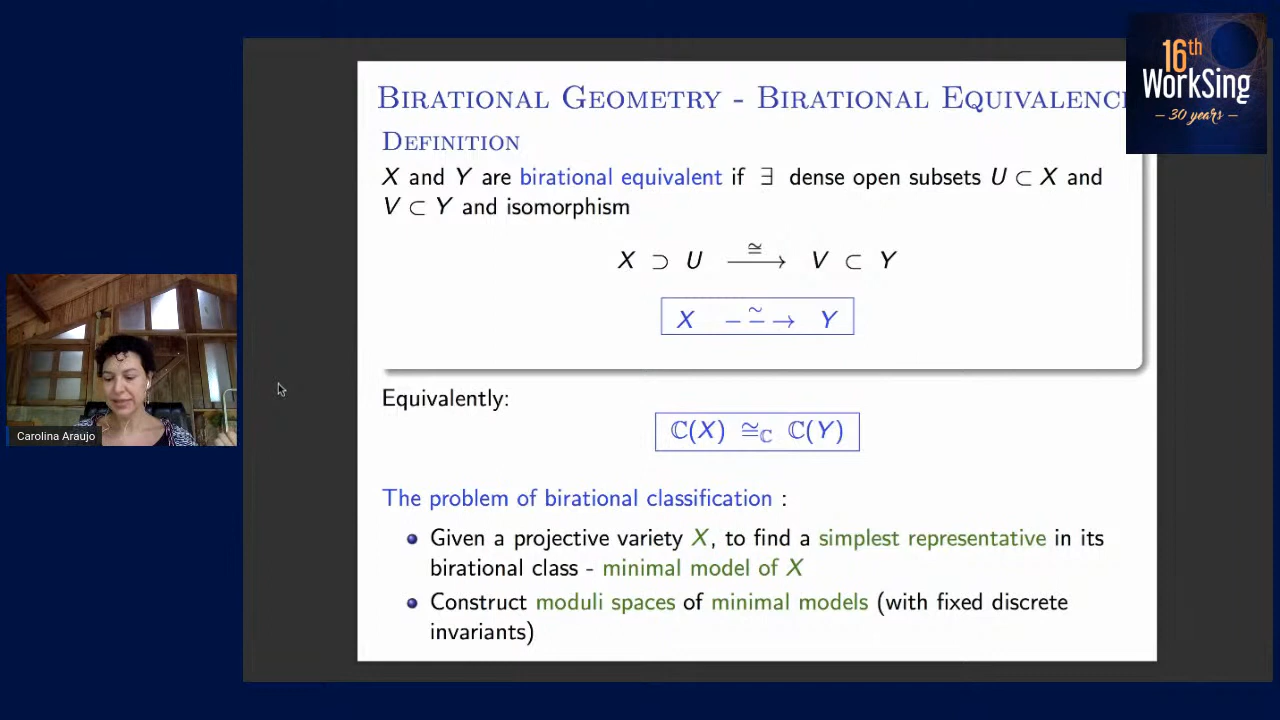 16th
WorkSing
— 30 years —
BIRATIONAL GEOMETRY - BIRATIONAL EQUIVALENC
DEFINITION
X and Y are birational equivalent if ∃ dense open subsets U ⊂ X and
V ⊂ Y and isomorphism
X ⊃ U ≅→ V ⊂ Y
X ∼⇢ Y
Equivalently:
ℂ(X) ≅ℂ ℂ(Y)
The problem of birational classification :
Given a projective variety X, to find a simplest representative in its
birational class - minimal model of X
Construct moduli spaces of minimal models (with fixed discrete
invariants)
Carolina Araujo